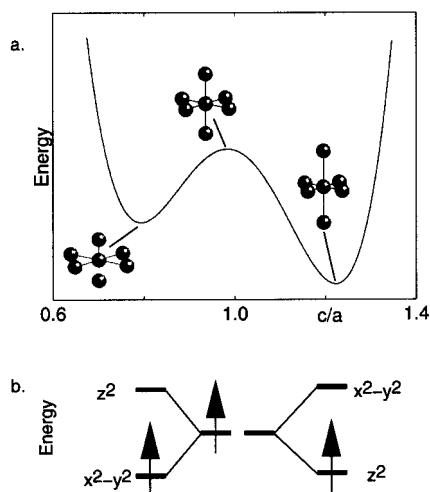 a.
Energy
0.6
1.0
c/a
1.4
b.
Energy
z²
x²−y²
x²−y²
z²